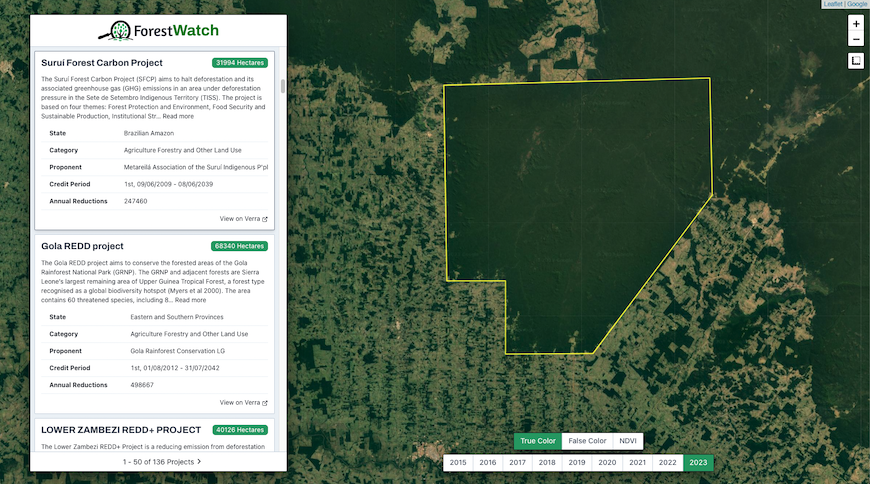 Leaflet | Google
ForestWatch
+
−
Suruí Forest Carbon Project
31994 Hectares
The Suruí Forest Carbon Project (SFCP) aims to halt deforestation and its
associated greenhouse gas (GHG) emissions in an area under deforestation
pressure in the Sete de Setembro Indigenous Territory (TISS). The project is
based on four themes: Forest Protection and Environment, Food Security and
Sustainable Production, Institutional Str... Read more
State Brazilian Amazon
Category Agriculture Forestry and Other Land Use
Proponent Metareilá Association of the Suruí Indigenous P'pl
Credit Period 1st, 09/06/2009 - 08/06/2039
Annual Reductions 247460
View on Verra
Gola REDD project
68340 Hectares
The Gola REDD project aims to conserve the forested areas of the Gola
Rainforest National Park (GRNP). The GRNP and adjacent forests are Sierra
Leone's largest remaining area of Upper Guinea Tropical Forest, a forest type
recognised as a global biodiversity hotspot (Myers et al 2000). The area
contains 60 threatened species, including 8... Read more
State Eastern and Southern Provinces
Category Agriculture Forestry and Other Land Use
Proponent Gola Rainforest Conservation LG
Credit Period 1st, 01/08/2012 - 31/07/2042
Annual Reductions 498667
View on Verra
LOWER ZAMBEZI REDD+ PROJECT
40126 Hectares
The Lower Zambezi REDD+ Project is a reducing emission from deforestation
1 - 50 of 136 Projects
True Color False Color NDVI
2015 2016 2017 2018 2019 2020 2021 2022 2023